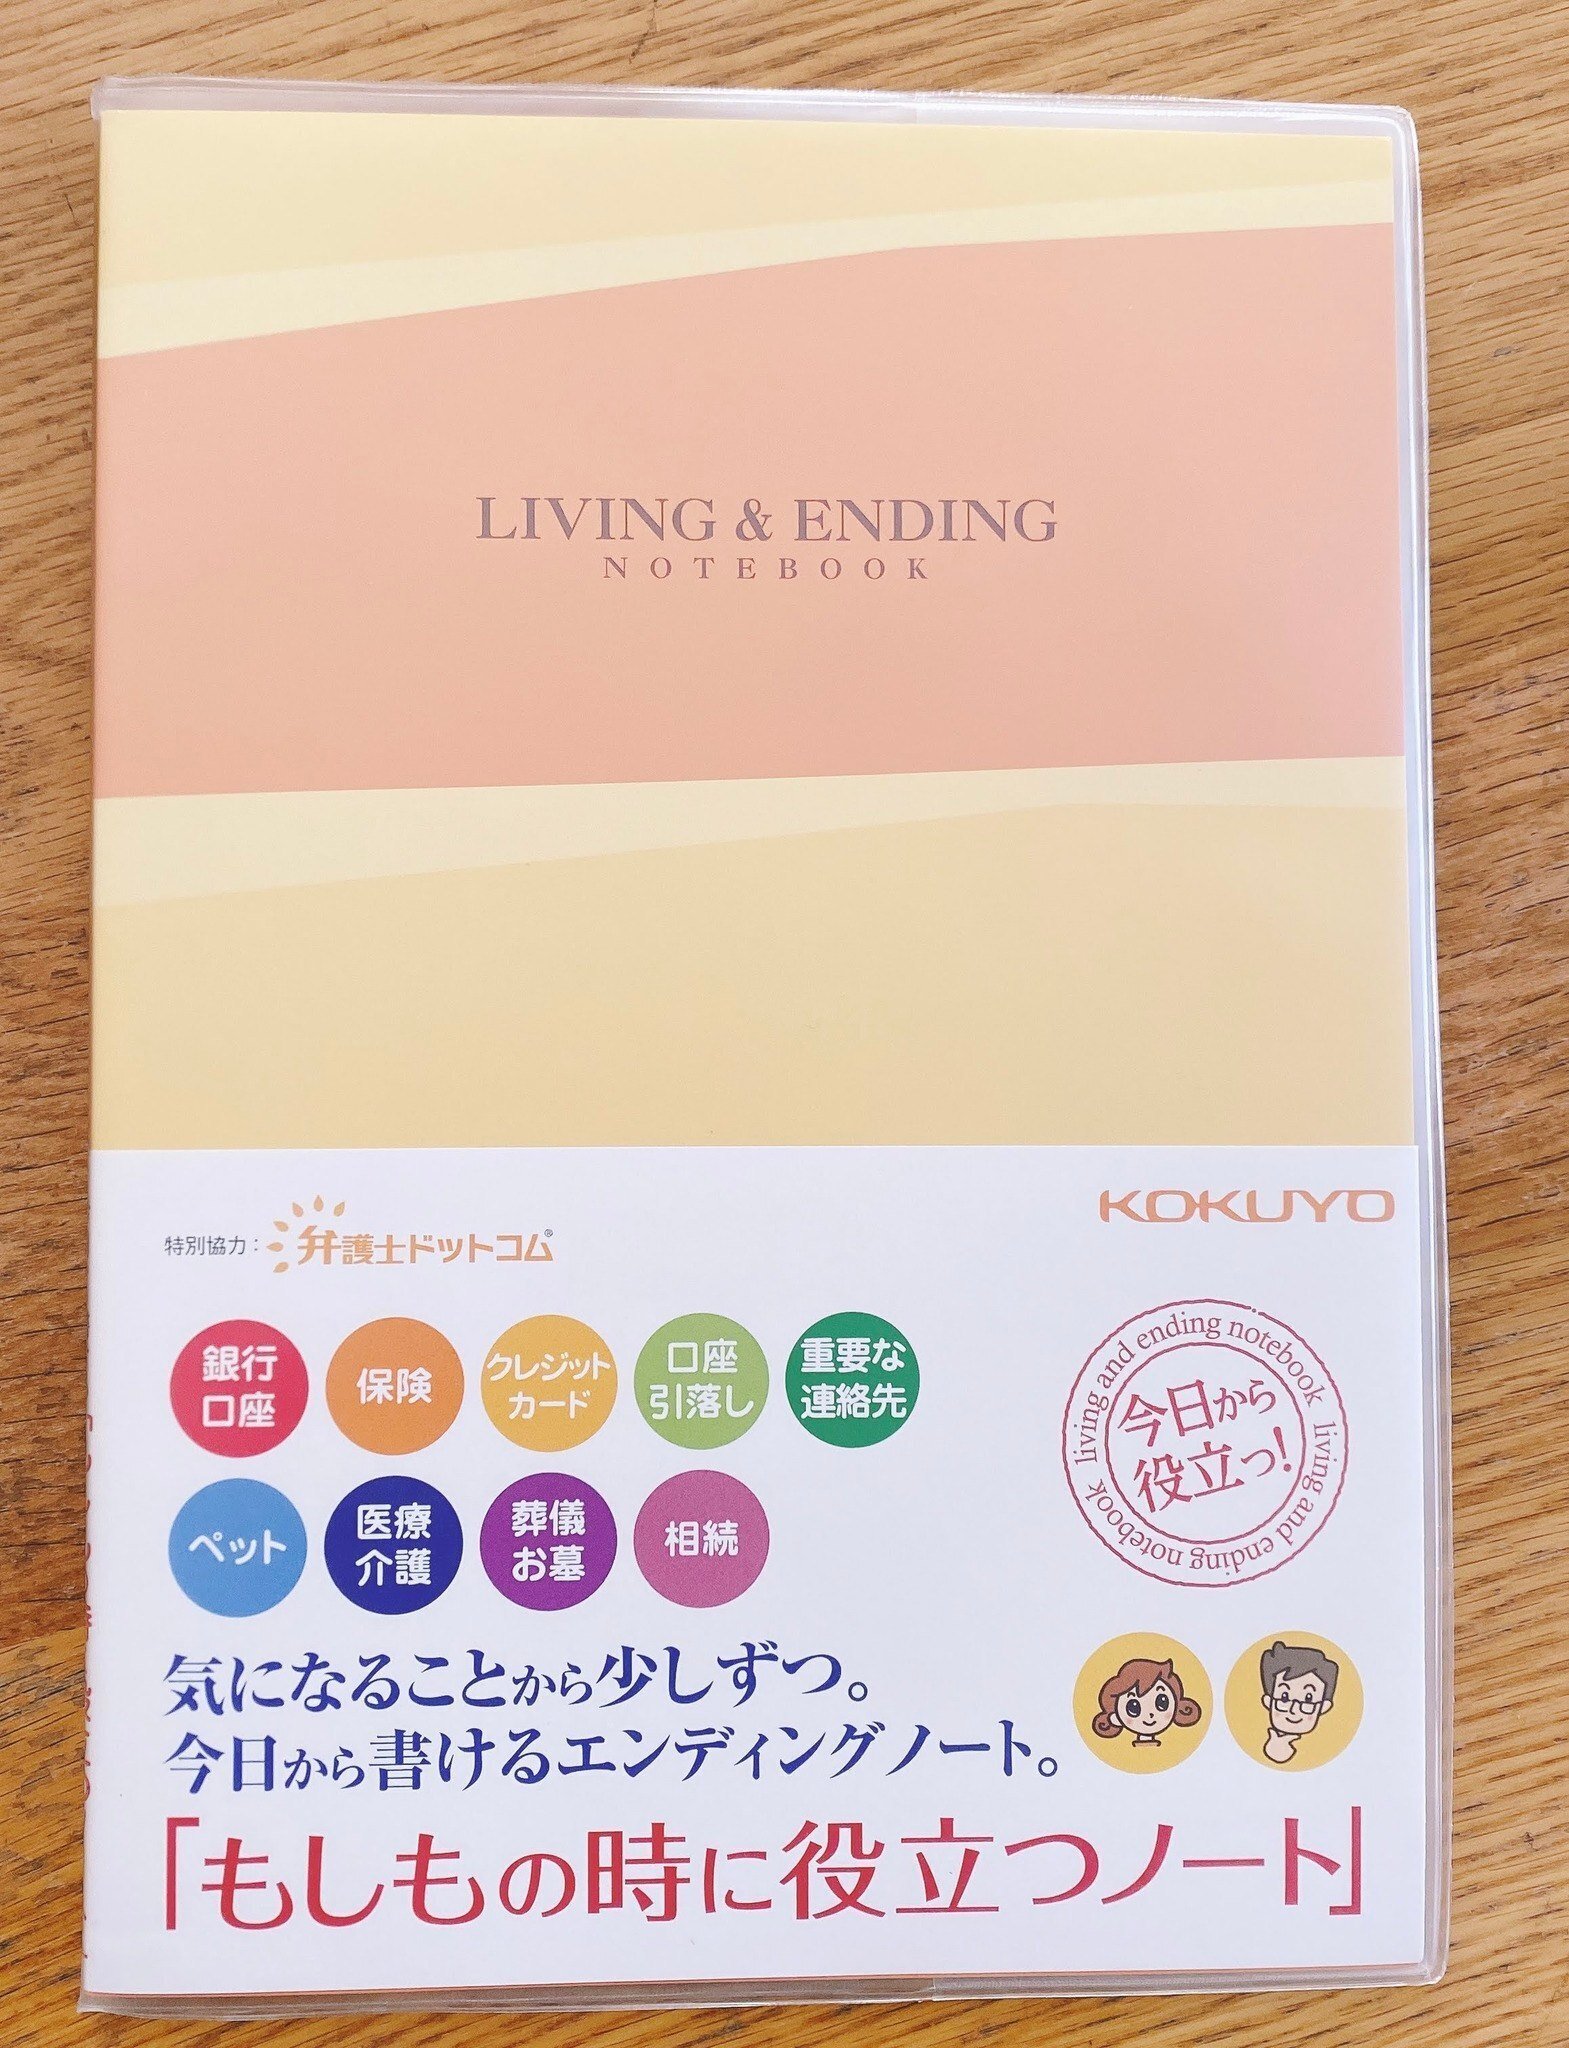 LIVING & ENDING
NOTEBOOK
特別協力：弁護士ドットコム®
KOKUYO
銀行
口座
保険
クレジット
カード
口座
引落し
重要な
連絡先
ペット
医療
介護
葬儀
お墓
相続
living and ending notebook living and ending notebook
今日から
役立つ！
気になることから少しずつ。
今日から書けるエンディングノート。
「もしもの時に役立つノート」